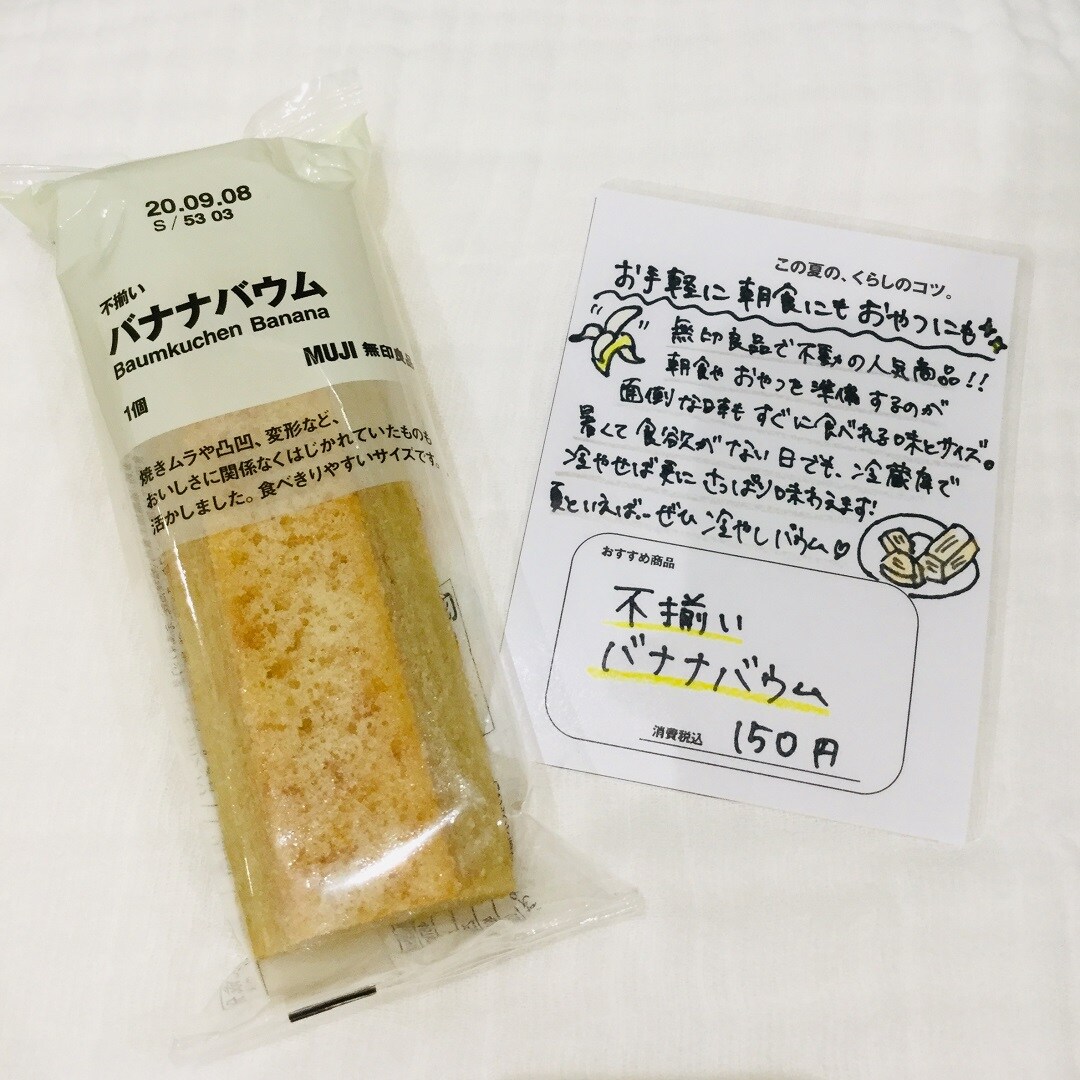 20.09.08
S/ 53 03
不揃い
バナナバウム
Baumkuchen Banana
MUJI 無印良品
1個
焼きムラや凸凹、変形など、
おいしさに関係なくはじかれていたものも
活かしました。食べきりやすいサイズです。
この夏の、くらしのコツ。
お手軽に朝食にもおやつにも
無印良品で不動の人気商品!!
朝食やおやつを準備するのが
面倒な時もすぐに食べれる味とサイズ。
暑くて食欲がない日でも、冷蔵庫で
冷やせば更にさっぱり味わえます!
夏といえば…ぜひ冷やしバウム♡
おすすめ商品
不揃い
バナナバウム
消費税込 150円